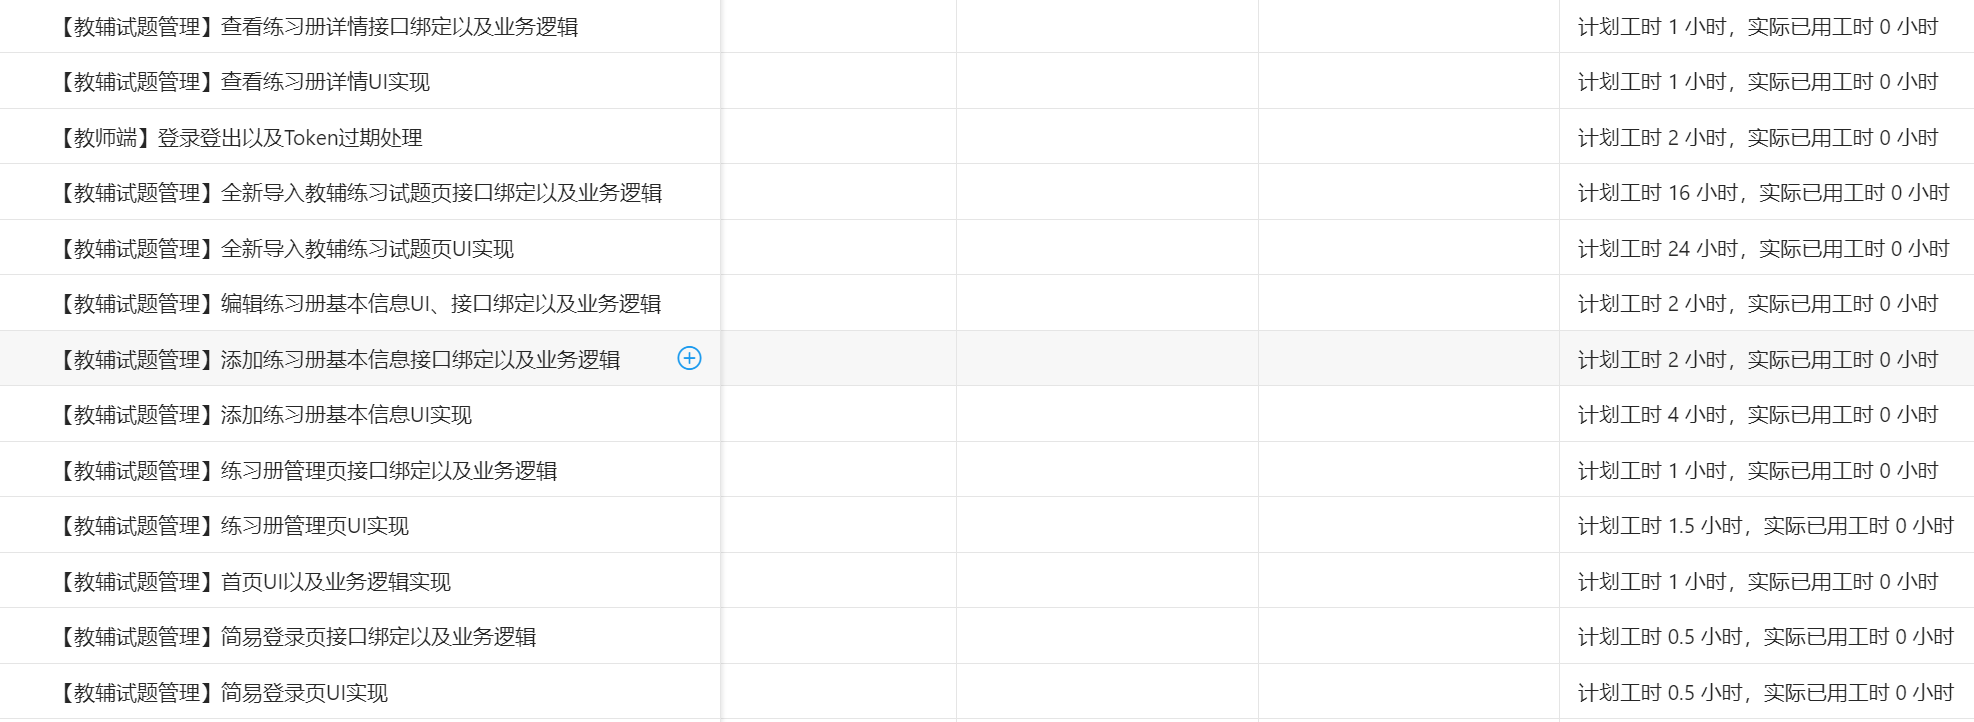 【教辅试题管理】查看练习册详情接口绑定以及业务逻辑 计划工时 1 小时，实际已用工时 0 小时
【教辅试题管理】查看练习册详情UI实现 计划工时 1 小时，实际已用工时 0 小时
【教师端】登录登出以及Token过期处理 计划工时 2 小时，实际已用工时 0 小时
【教辅试题管理】全新导入教辅练习试题页接口绑定以及业务逻辑 计划工时 16 小时，实际已用工时 0 小时
【教辅试题管理】全新导入教辅练习试题页UI实现 计划工时 24 小时，实际已用工时 0 小时
【教辅试题管理】编辑练习册基本信息UI、接口绑定以及业务逻辑 计划工时 2 小时，实际已用工时 0 小时
【教辅试题管理】添加练习册基本信息接口绑定以及业务逻辑 计划工时 2 小时，实际已用工时 0 小时
【教辅试题管理】添加练习册基本信息UI实现 计划工时 4 小时，实际已用工时 0 小时
【教辅试题管理】练习册管理页接口绑定以及业务逻辑 计划工时 1 小时，实际已用工时 0 小时
【教辅试题管理】练习册管理页UI实现 计划工时 1.5 小时，实际已用工时 0 小时
【教辅试题管理】首页UI以及业务逻辑实现 计划工时 1 小时，实际已用工时 0 小时
【教辅试题管理】简易登录页接口绑定以及业务逻辑 计划工时 0.5 小时，实际已用工时 0 小时
【教辅试题管理】简易登录页UI实现 计划工时 0.5 小时，实际已用工时 0 小时